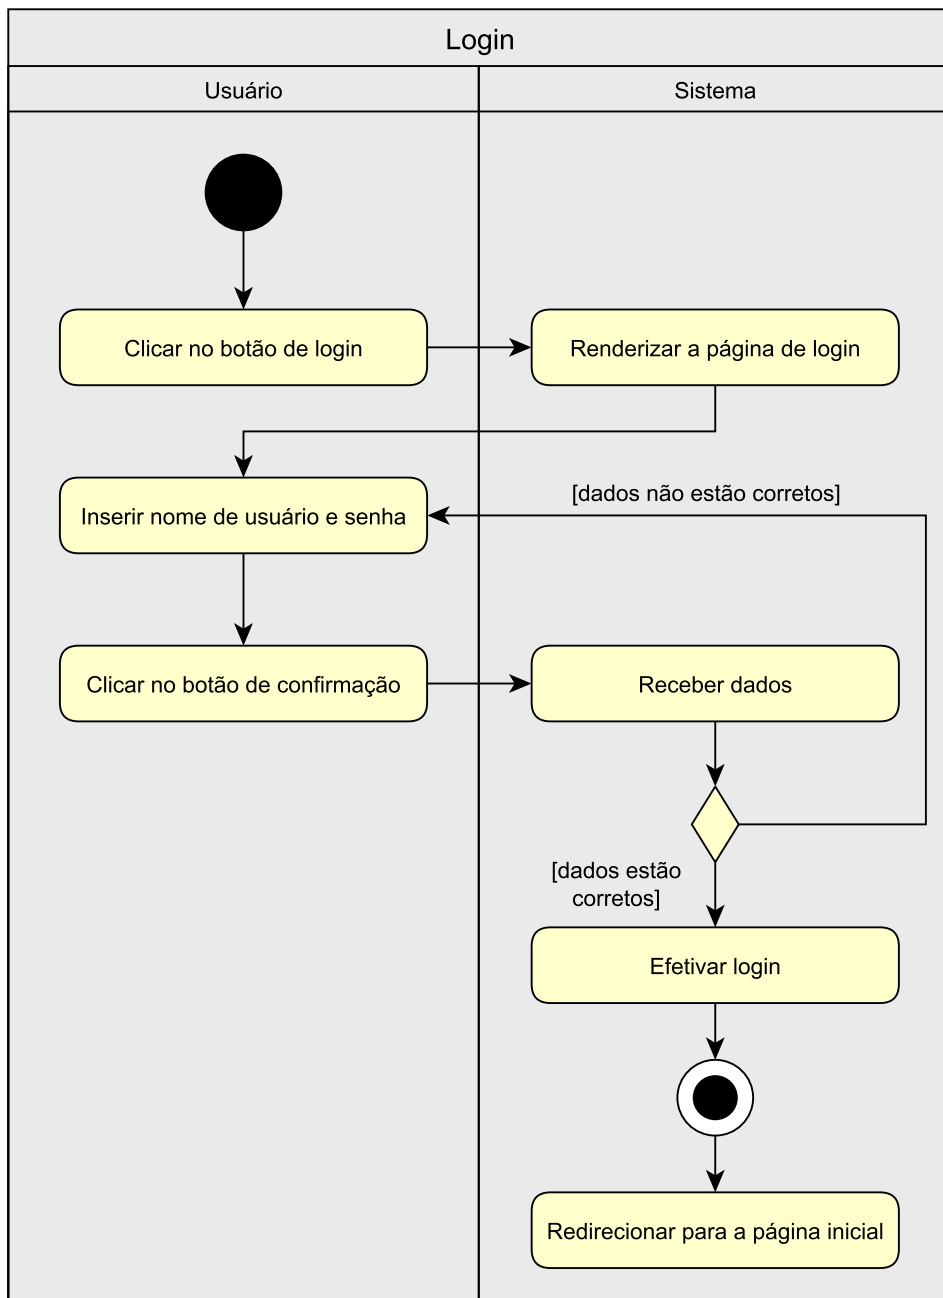 Login
Usuário
Sistema
Clicar no botão de login
Renderizar a página de login
[dados não estão corretos]
Inserir nome de usuário e senha
Clicar no botão de confirmação
Receber dados
[dados estão
corretos]
Efetivar login
Redirecionar para a página inicial